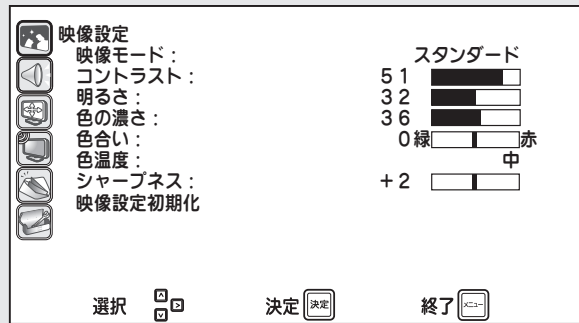 映像設定
映像モード： スタンダード
コントラスト： 51
明るさ： 32
色の濃さ： 36
色合い： 0 緑 赤
色温度： 中
シャープネス： +2
映像設定初期化
選択 決定 決定 終了 メニュー